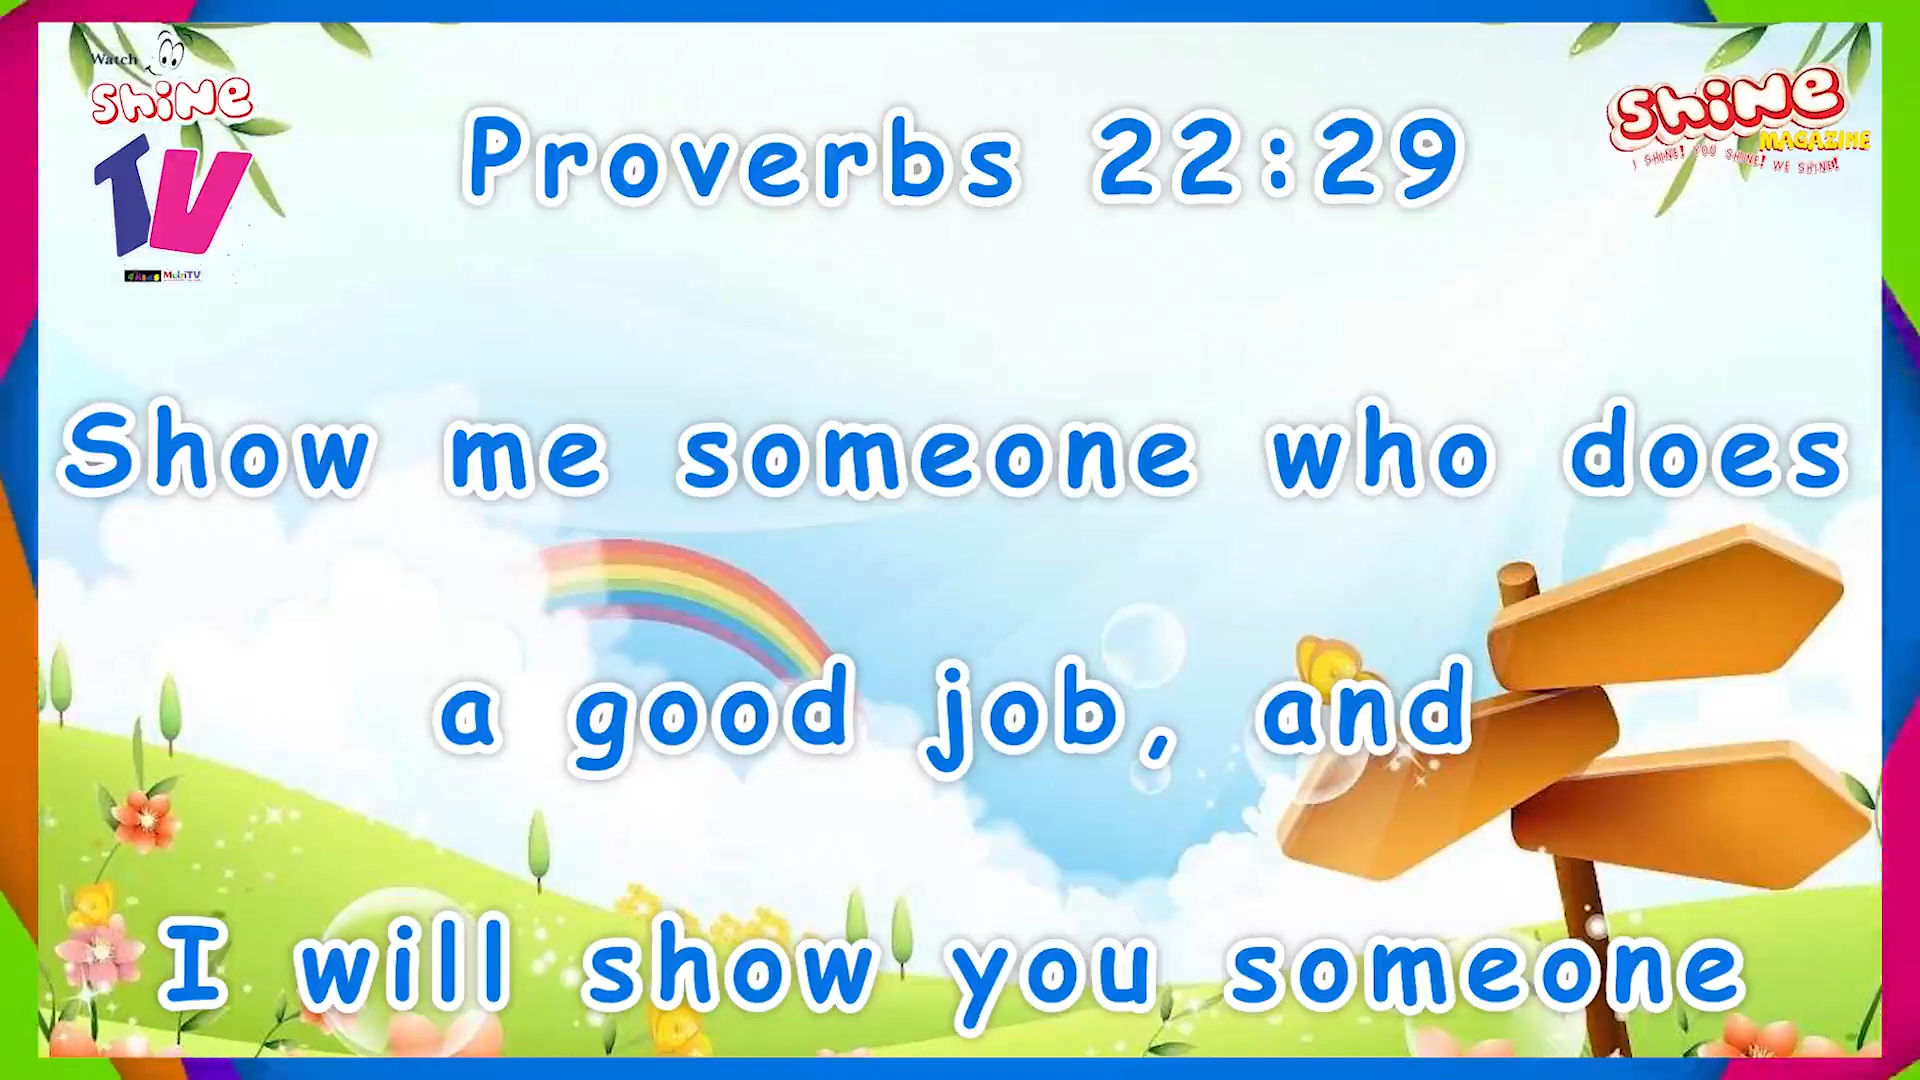 Watch
ShiNe
TV
MultiTV
ShiNe
MAGAZINE
I SHINE! YOU SHINE! WE SHINE!
Proverbs 22:29
Show me someone who does
a good job, and
I will show you someone